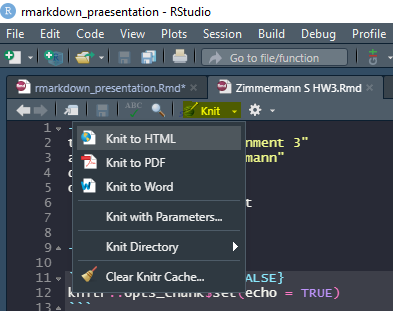 rmarkdown_praesentation - RStudio
File Edit Code View Plots Session Build Debug
Go to file/function
rmarkdown_presentation.Rmd* × Zimmermann S HW3.Rmd
ABC Knit
1
2 nment 3"
3 mann"
4
5
6
7 t
8
9
10
11 ALSE}
12 knitr::opts_chunk$set(echo = TRUE)
13 ```
Knit to HTML
Knit to PDF
Knit to Word
Knit with Parameters...
Knit Directory
Clear Knitr Cache...